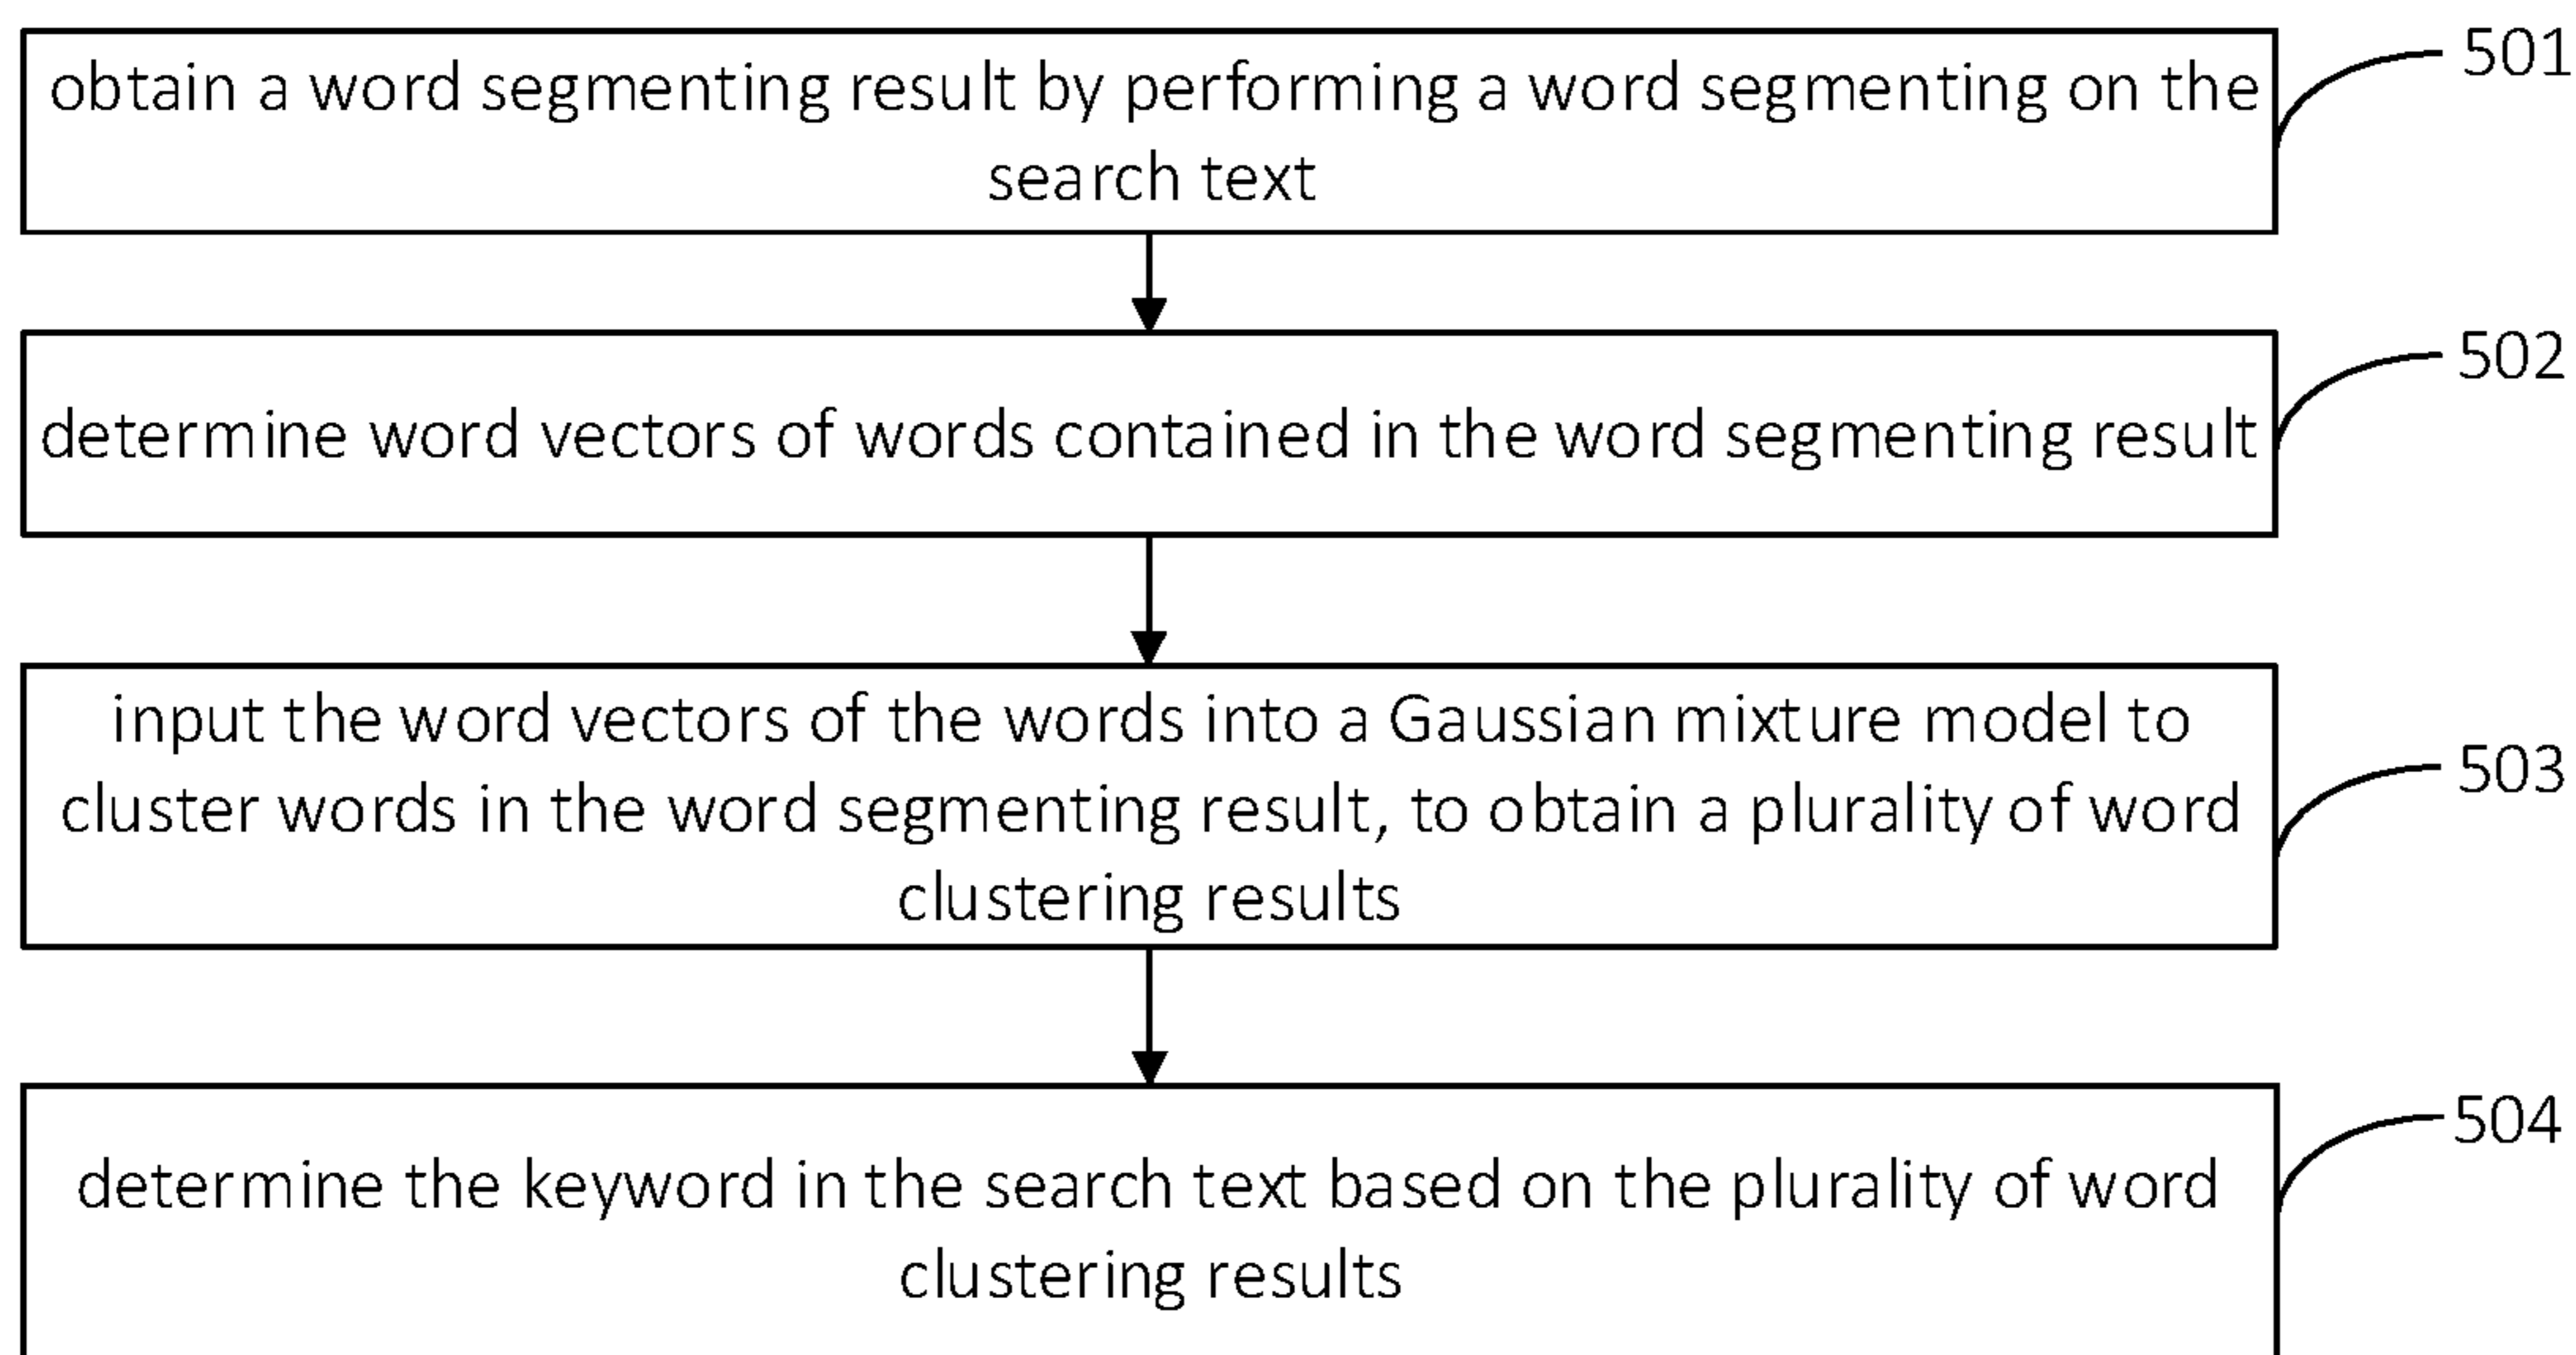 obtain a word segmenting result by performing a word segmenting on the
search text
501
determine word vectors of words contained in the word segmenting result
502
input the word vectors of the words into a Gaussian mixture model to
cluster words in the word segmenting result, to obtain a plurality of word
clustering results
503
determine the keyword in the search text based on the plurality of word
clustering results
504